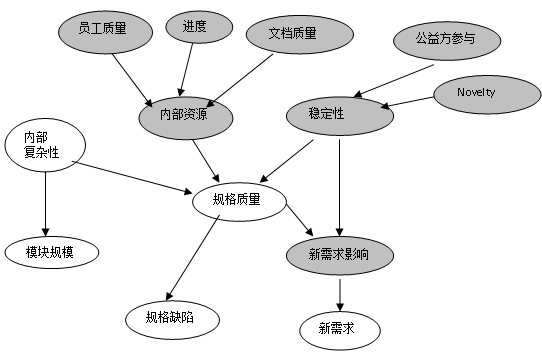 员工质量
进度
文档质量
公益方参与
Novelty
内部资源
稳定性
内部
复杂性
规格质量
模块规模
新需求影响
规格缺陷
新需求